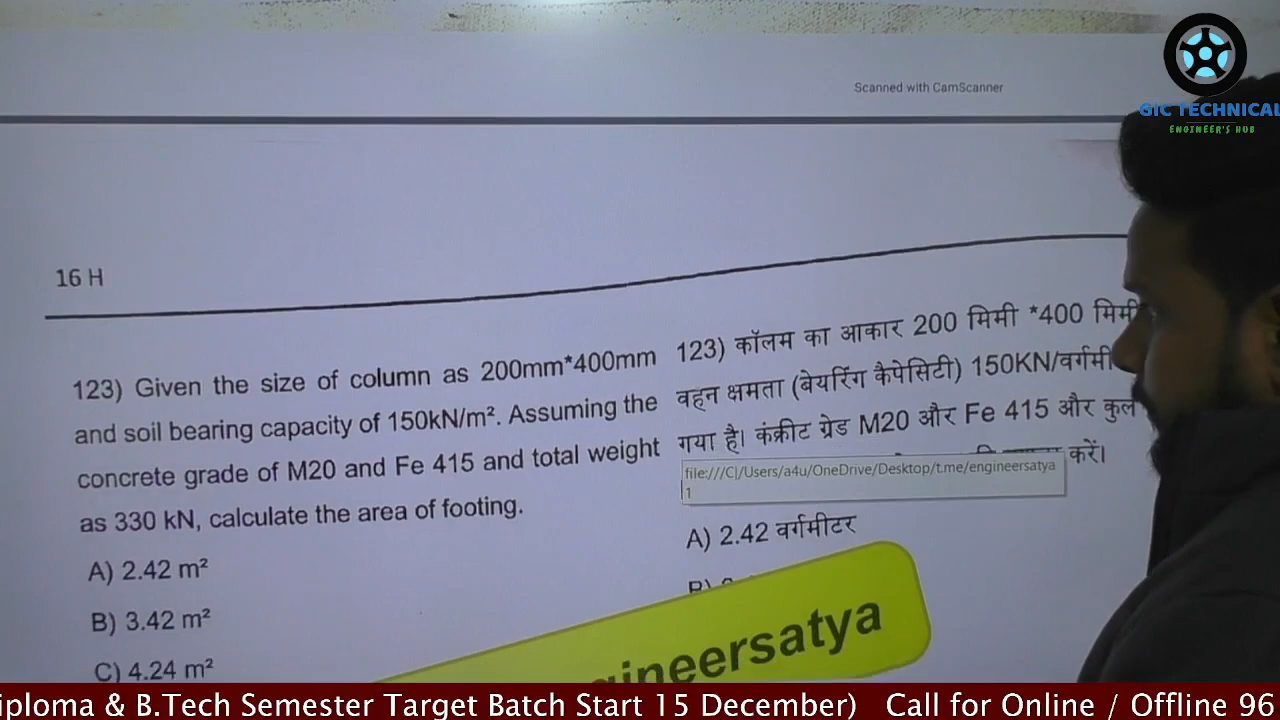 Scanned with CamScanner
GIC TECHNICAL
ENGINEER'S HUB
16 H
123) Given the size of column as 200mm*400mm
and soil bearing capacity of 150kN/m². Assuming the
concrete grade of M20 and Fe 415 and total weight
as 330 kN, calculate the area of footing.
A) 2.42 m²
B) 3.42 m²
C) 4.24 m²
123) कॉलम का आकार 200 मिमी *400 मिमी
वहन क्षमता (बेयरिंग कैपेसिटी) 150KN/वर्गमी
गया है। कंक्रीट ग्रेड M20 और Fe 415 और कुल
करें।
file:///C|/Users/a4u/OneDrive/Desktop/t.me/engineersatya
1
A) 2.42 वर्गमीटर
gineersatya
iploma & B.Tech Semester Target Batch Start 15 December) Call for Online / Offline 96